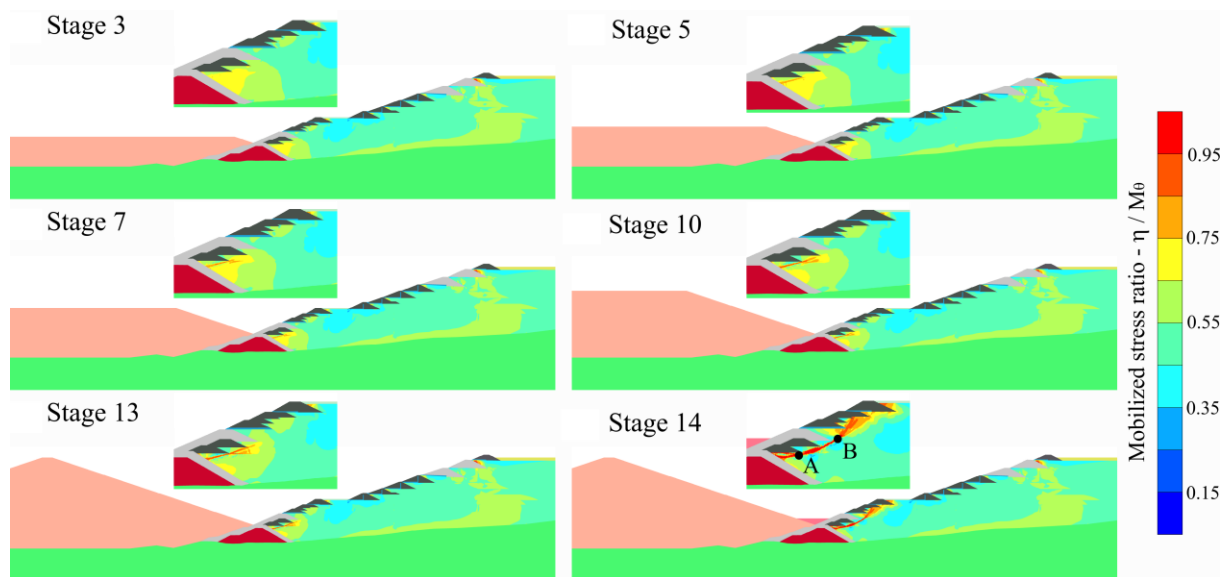 Stage 3
Stage 5
Stage 7
Stage 10
Stage 13
Stage 14
A
B
Mobilized stress ratio - η / Mθ
0.95
0.75
0.55
0.35
0.15